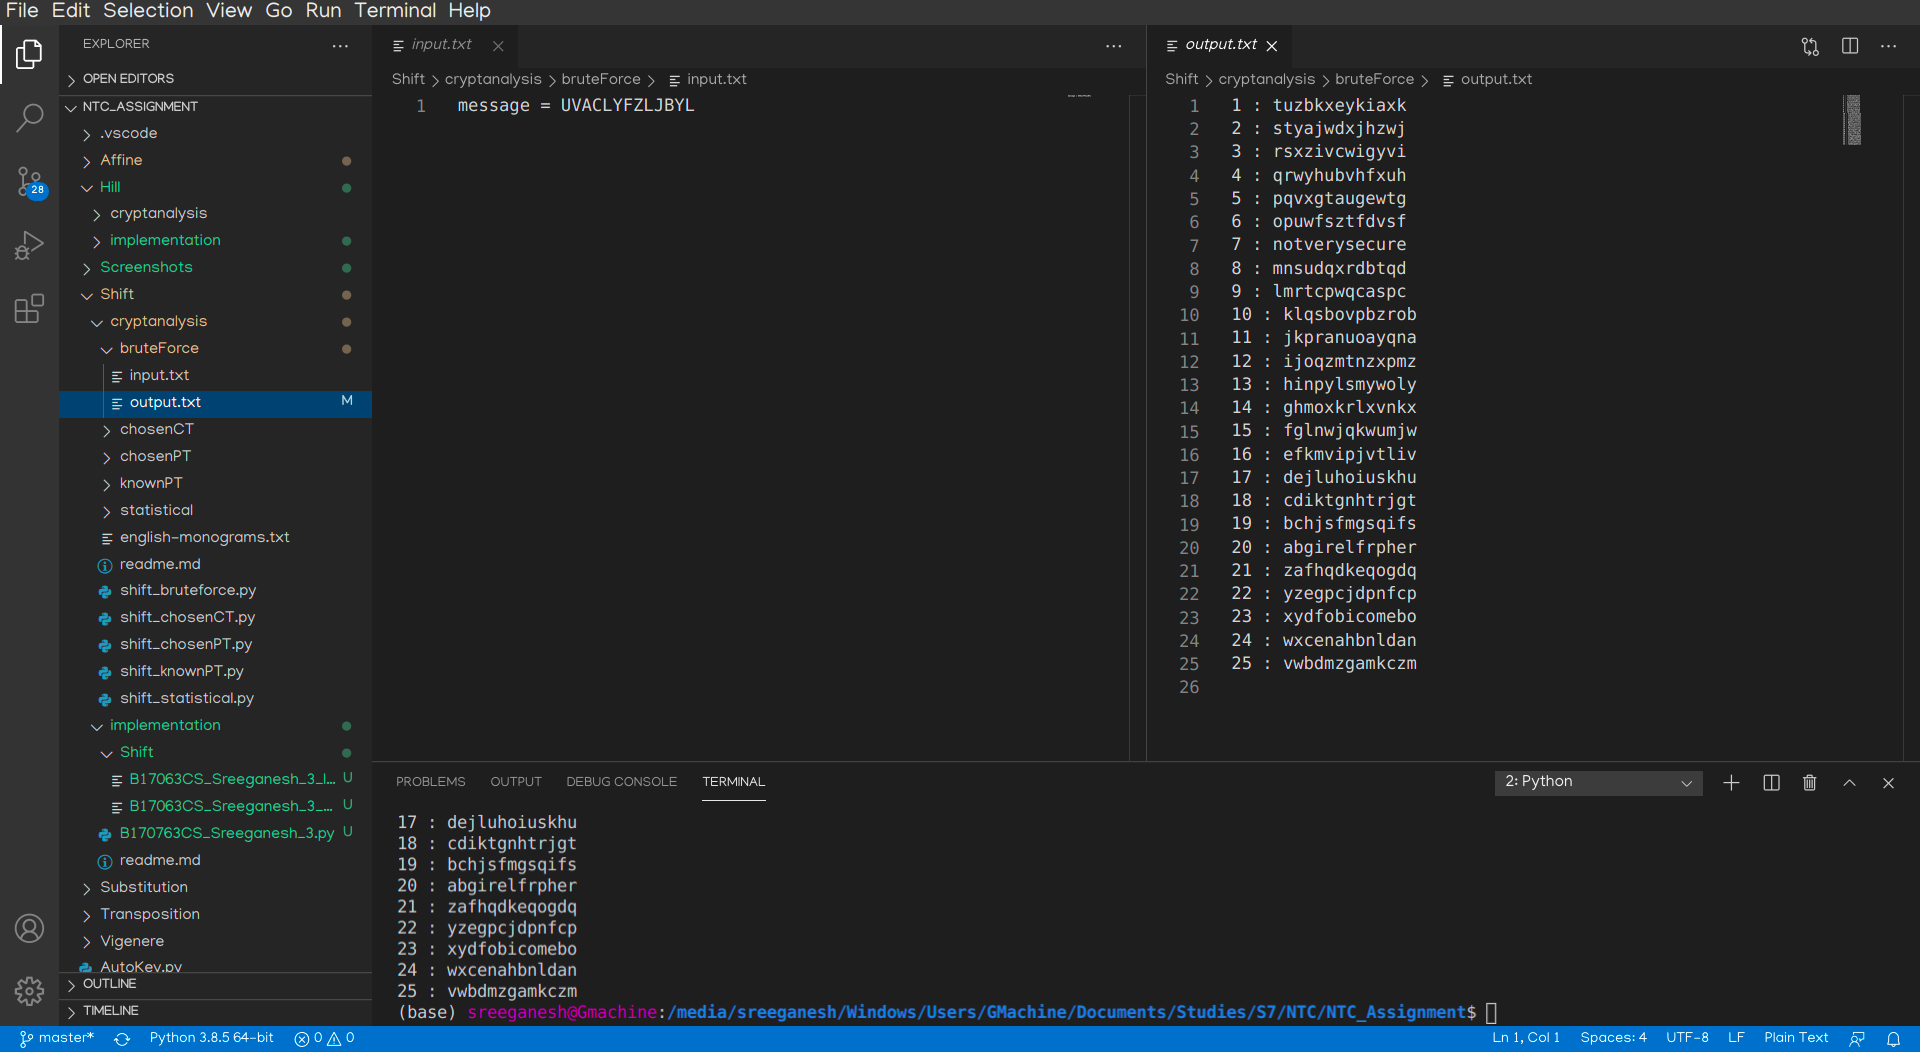 File Edit Selection View Go Run Terminal Help
EXPLORER
OPEN EDITORS
NTC_ASSIGNMENT
.vscode
Affine
Hill
cryptanalysis
implementation
Screenshots
Shift
cryptanalysis
bruteForce
input.txt
output.txt M
chosenCT
chosenPT
knownPT
statistical
english-monograms.txt
readme.md
shift_bruteforce.py
shift_chosenCT.py
shift_chosenPT.py
shift_knownPT.py
shift_statistical.py
implementation
Shift
B17063CS_Sreeganesh_3_I... U
B17063CS_Sreeganesh_3_... U
B170763CS_Sreeganesh_3.py U
readme.md
Substitution
Transposition
Vigenere
AutoKey.py
OUTLINE
TIMELINE
28
input.txt
Shift > cryptanalysis > bruteForce > input.txt
1 message = UVACLYFZLJBYL
output.txt
Shift > cryptanalysis > bruteForce > output.txt
1 1 : tuzbkxeykiaxk
2 2 : styajwdxjhzwj
3 3 : rsxzivcwigyvi
4 4 : qrwyhubvhfxuh
5 5 : pqvxgtaugewtg
6 6 : opuwfsztfdvsf
7 7 : notverysecure
8 8 : mnsudqxrdbtqd
9 9 : lmrtcpwqcaspc
10 10 : klqsbovpbzrob
11 11 : jkpranuoayqna
12 12 : ijoqzmtnzxpmz
13 13 : hinpylsmywoly
14 14 : ghmoxkrlxvnkx
15 15 : fglnwjqkwumjw
16 16 : efkmvipjvtliv
17 17 : dejluhoiuskhu
18 18 : cdiktgnhtrjgt
19 19 : bchjsfmgsqifs
20 20 : abgirelfrpher
21 21 : zafhqdkeqogdq
22 22 : yzegpcjdpnfcp
23 23 : xydfobicomebo
24 24 : wxcenahbnldan
25 25 : vwbdmzgamkczm
26
PROBLEMS OUTPUT DEBUG CONSOLE TERMINAL
2: Python
17 : dejluhoiuskhu
18 : cdiktgnhtrjgt
19 : bchjsfmgsqifs
20 : abgirelfrpher
21 : zafhqdkeqogdq
22 : yzegpcjdpnfcp
23 : xydfobicomebo
24 : wxcenahbnldan
25 : vwbdmzgamkczm
(base) sreeganesh@Gmachine:/media/sreeganesh/Windows/Users/GMachine/Documents/Studies/S7/NTC/NTC_Assignment$
master* Python 3.8.5 64-bit 0 0 Ln 1, Col 1 Spaces: 4 UTF-8 LF Plain Text